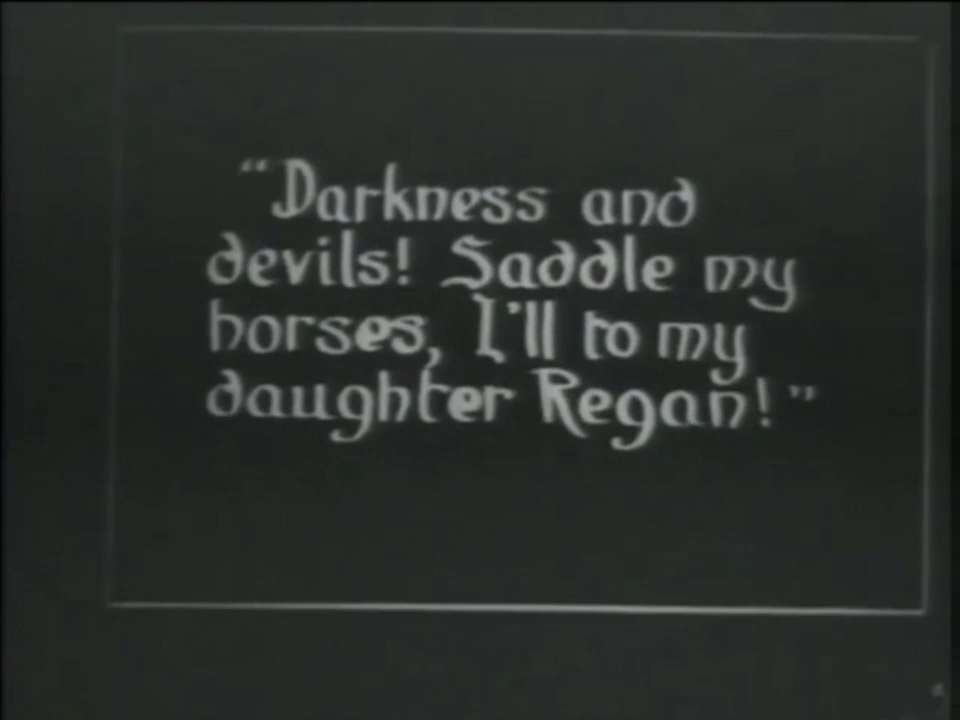 “Darkness and
devils! Saddle my
horses, I'll to my
daughter Regan!”